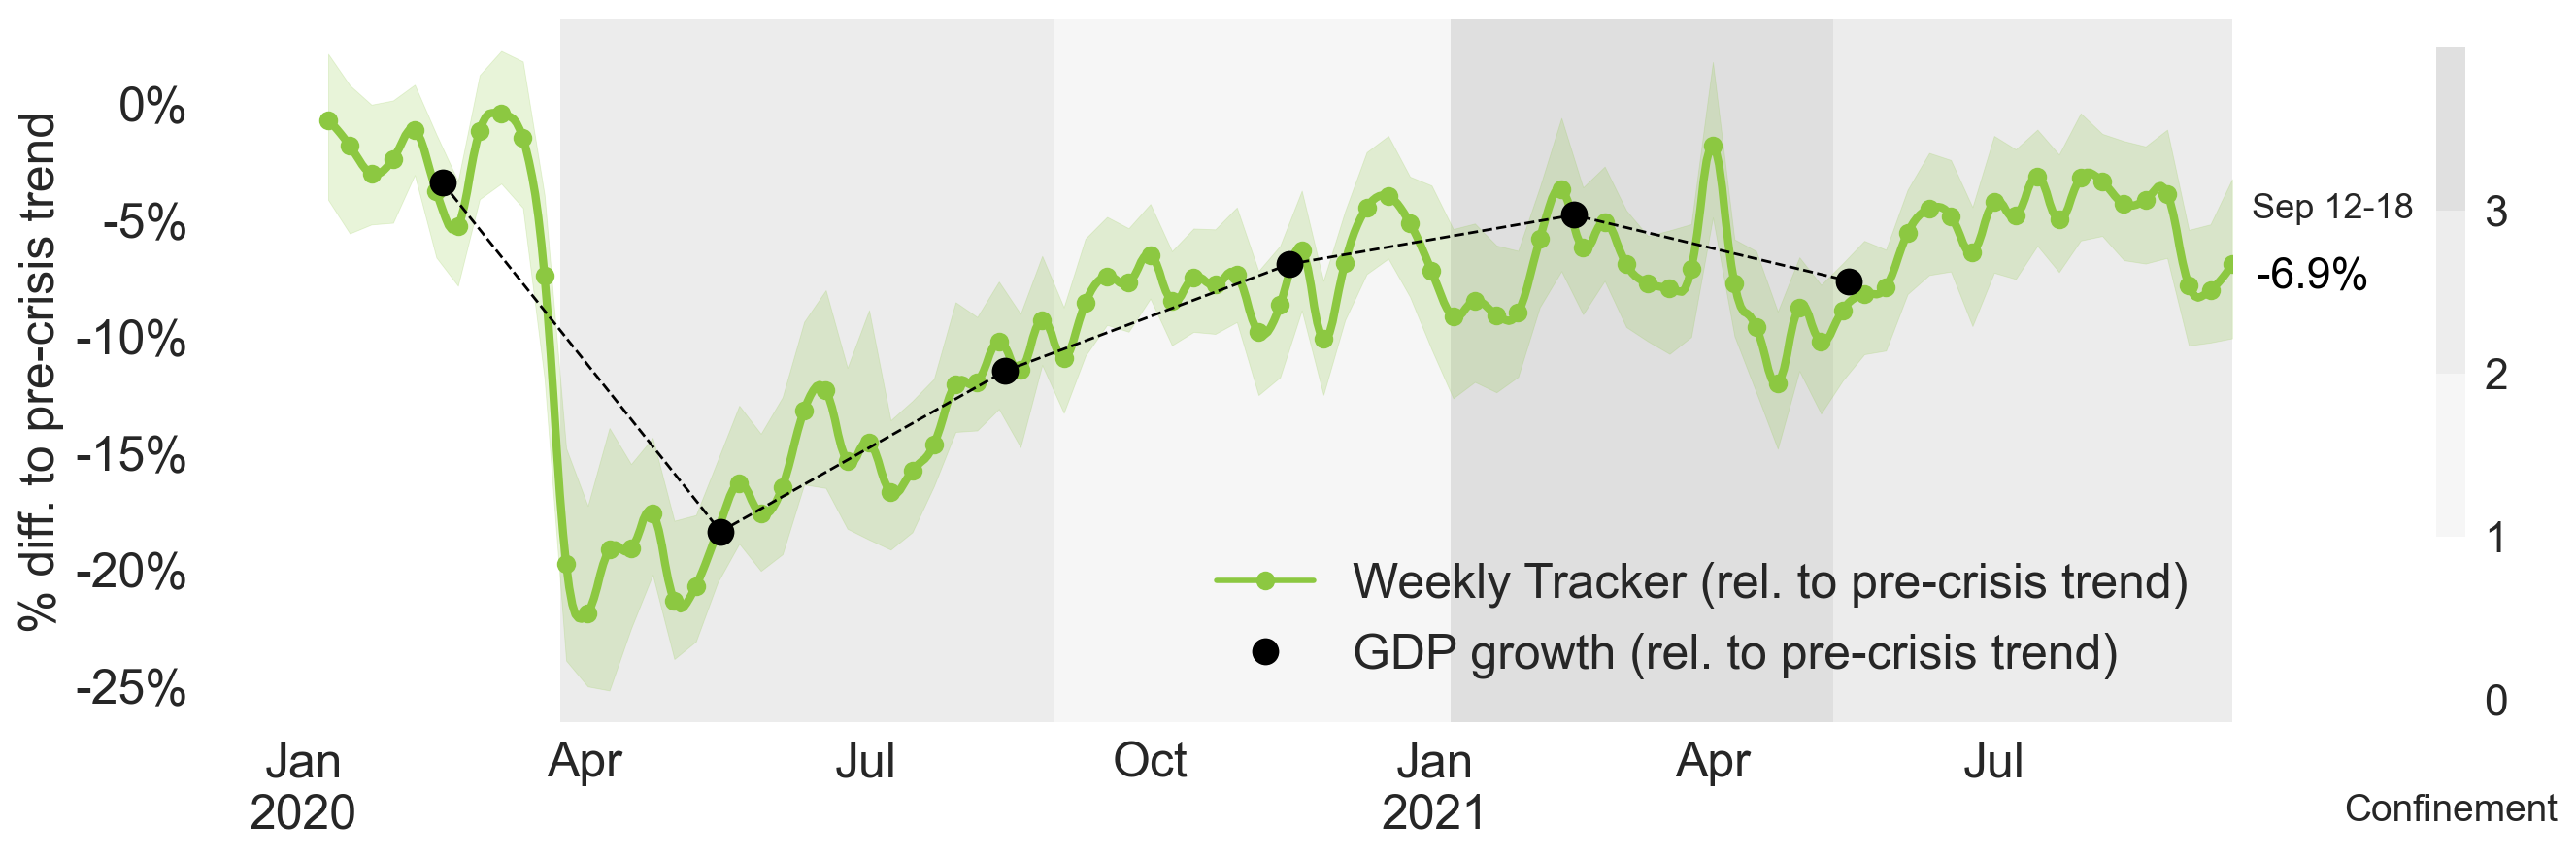 % diff. to pre-crisis trend
0%
-5%
-10%
-15%
-20%
-25%
Jan
2020
Apr
Jul
Oct
Jan
2021
Apr
Jul
Weekly Tracker (rel. to pre-crisis trend)
GDP growth (rel. to pre-crisis trend)
Sep 12-18
-6.9%
3
2
1
0
Confinement